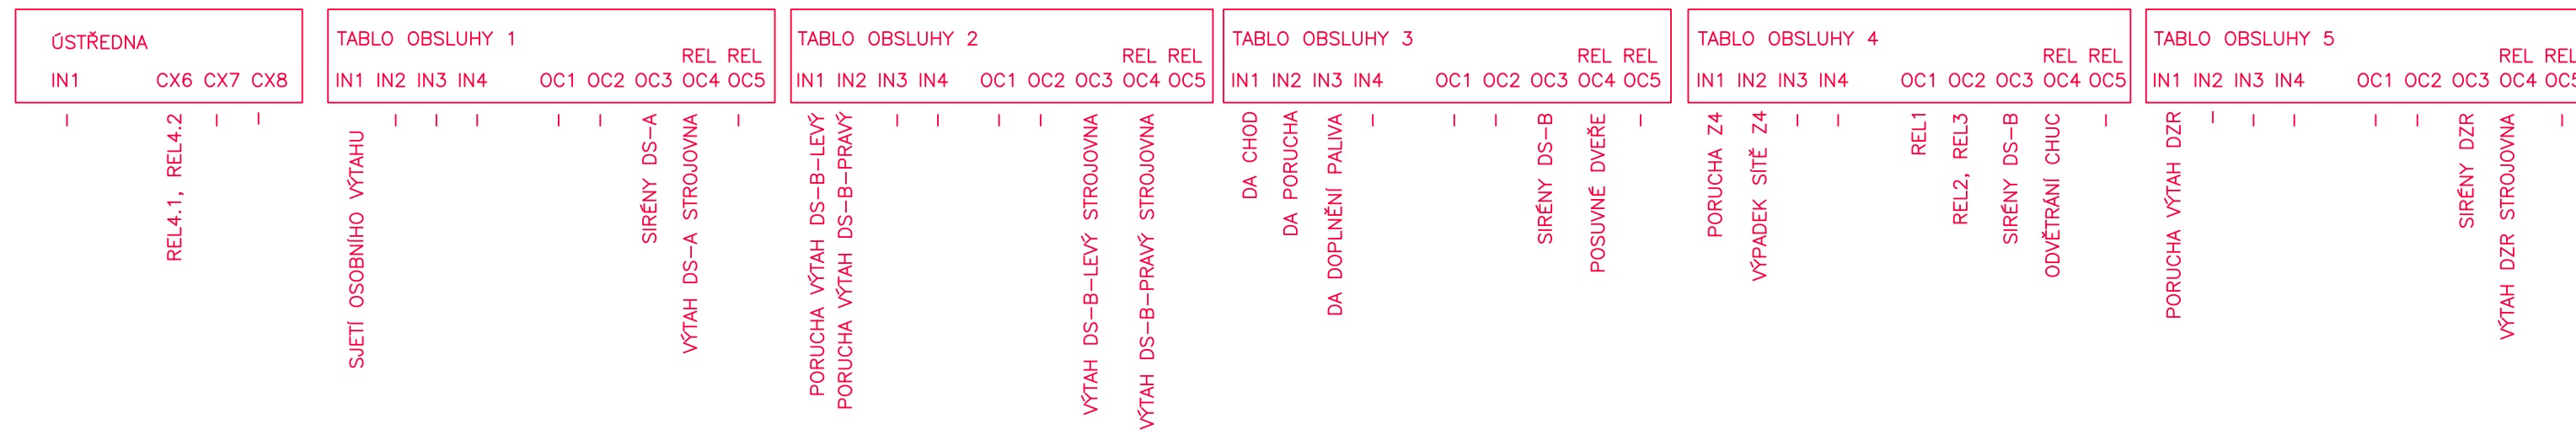 ÚSTŘEDNA
IN1 CX6 CX7 CX8
–
REL4.1, REL4.2
–
–
TABLO OBSLUHY 1
REL REL
IN1 IN2 IN3 IN4 OC1 OC2 OC3 OC4 OC5
SJETÍ OSOBNÍHO VÝTAHU
–
–
–
–
–
SIRÉNY DS–A
VÝTAH DS–A STROJOVNA
–
TABLO OBSLUHY 2
REL REL
IN1 IN2 IN3 IN4 OC1 OC2 OC3 OC4 OC5
PORUCHA VÝTAH DS–B–LEVÝ
PORUCHA VÝTAH DS–B–PRAVÝ
–
–
–
–
VÝTAH DS–B–LEVÝ STROJOVNA
VÝTAH DS–B–PRAVÝ STROJOVNA
TABLO OBSLUHY 3
REL REL
IN1 IN2 IN3 IN4 OC1 OC2 OC3 OC4 OC5
DA CHOD
DA PORUCHA
DA DOPLNĚNÍ PALIVA
–
–
–
SIRÉNY DS–B
POSUVNÉ DVEŘE
–
TABLO OBSLUHY 4
REL REL
IN1 IN2 IN3 IN4 OC1 OC2 OC3 OC4 OC5
PORUCHA Z4
VÝPADEK SÍTĚ Z4
–
–
REL1
REL2, REL3
SIRÉNY DS–B
ODVĚTRÁNÍ CHUC
–
TABLO OBSLUHY 5
REL REL
IN1 IN2 IN3 IN4 OC1 OC2 OC3 OC4 OC5
PORUCHA VÝTAH DZR
–
–
–
–
–
SIRÉNY DZR
VÝTAH DZR STROJOVNA
–